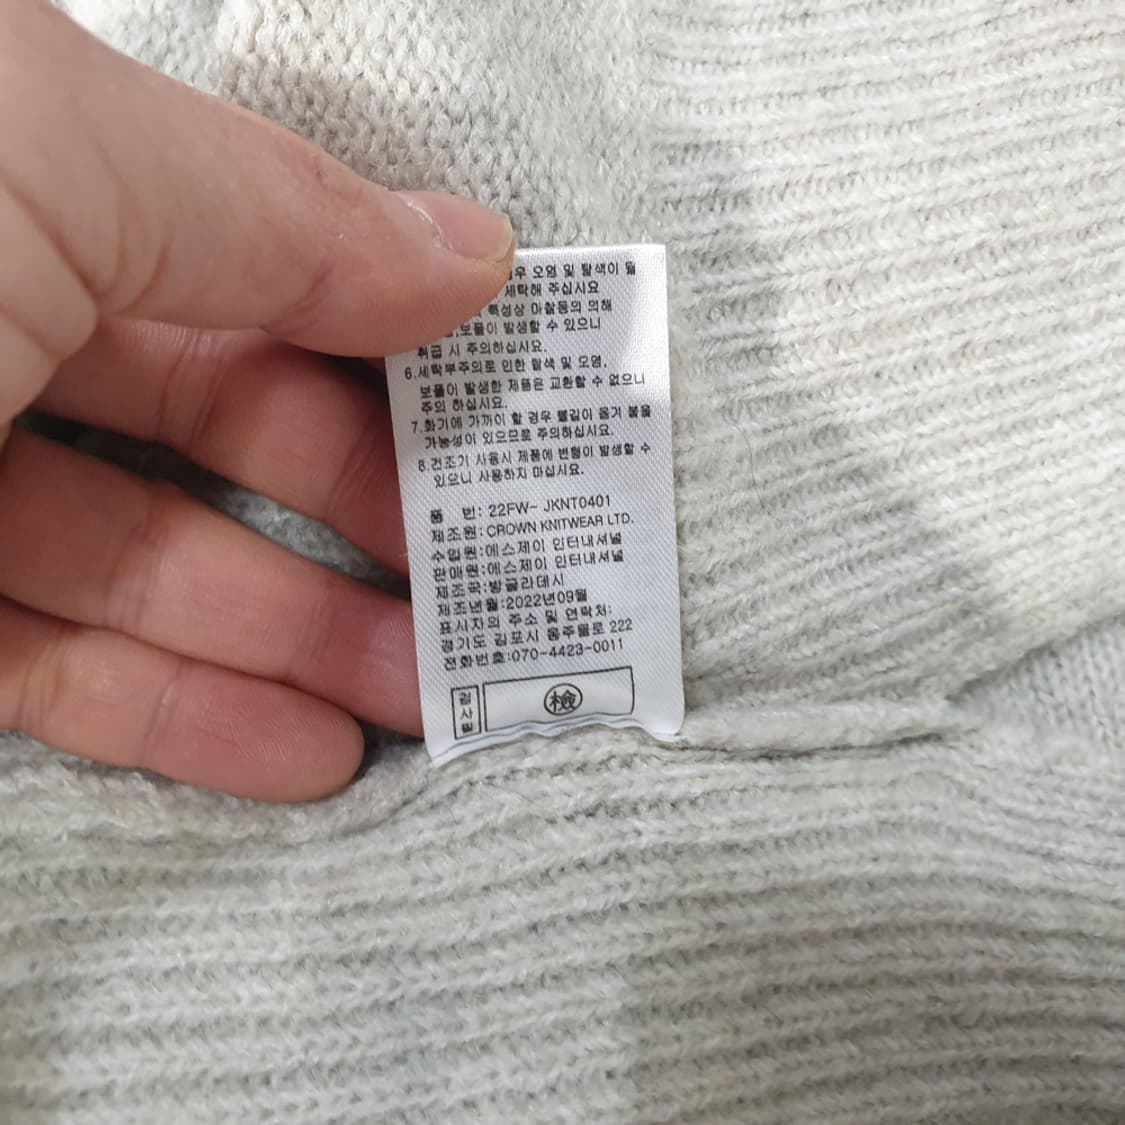 우 오염 및 탈색이 될
세탁해 주십시요
특성상 마찰등의 의해
보풀이 발생할 수 있으니
취급 시 주의하십시요.
6.세탁부주의로 인한 탈색 및 오염,
보풀이 발생한 제품은 교환할 수 없으니
주의 하십시요.
7.화기에 가까이 할 경우 불길이 옮겨 붙을
가능성이 있으므로 주의하십시요.
8.건조기 사용시 제품에 변형이 발생할 수
있으니 사용하지 마십시요.
품 번: 22FW- JKNT0401
제조원:CROWN KNITWEAR LTD.
수입원:에스제이 인터내셔널
판매원:에스제이 인터내셔널
제조국:방글라데시
제조년월:2022년09월
표시자의 주소 및 연락처:
경기도 김포시 옹주물로 222
전화번호:070-4423-0011
검사필 檢